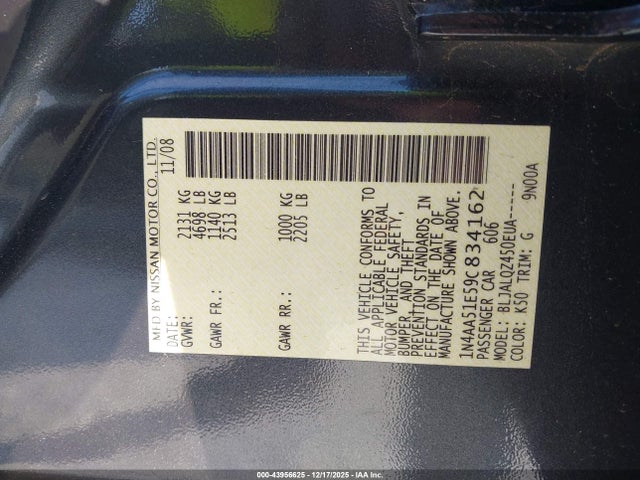 MFD BY NISSAN MOTOR CO., LTD.
DATE: 11/08
GVWR: 2131 KG
4698 LB
GAWR FR.: 1140 KG
2513 LB
GAWR RR.: 1000 KG
2205 LB
THIS VEHICLE CONFORMS TO
ALL APPLICABLE FEDERAL
MOTOR VEHICLE SAFETY,
BUMPER, AND THEFT
PREVENTION STANDARDS IN
EFFECT ON THE DATE OF
MANUFACTURE SHOWN ABOVE.
1N4AA51E59C834162
PASSENGER CAR 606
MODEL: BLJALQZ450EUA-----
COLOR: K50 TRIM: G 9N00A
000-43956625 - 12/17/2025 - © IAA Inc.